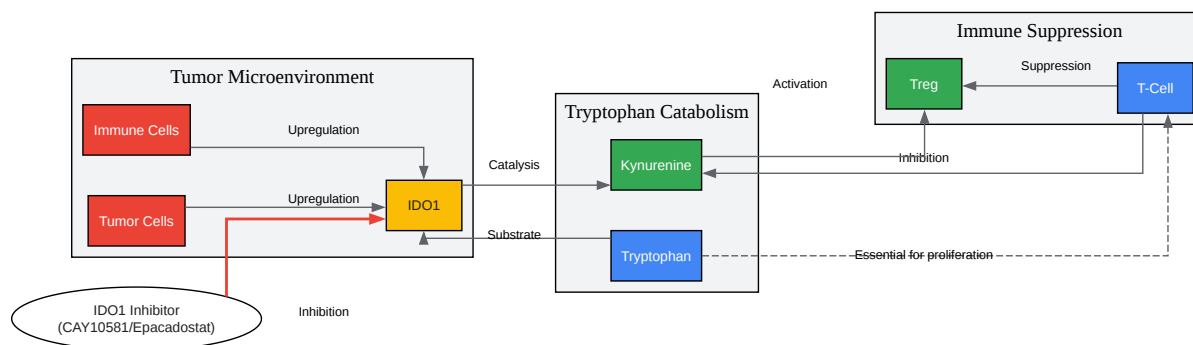 Immune Suppression
Suppression
Treg
T-Cell
Tumor Microenvironment
Activation
Tryptophan Catabolism
Immune Cells
Upregulation
Catalysis
Kynurenine
Inhibition
Upregulation
IDO1
Tumor Cells
Substrate
Tryptophan
Essential for proliferation
IDO1 Inhibitor
(CAY10581/Epacadostat)
Inhibition